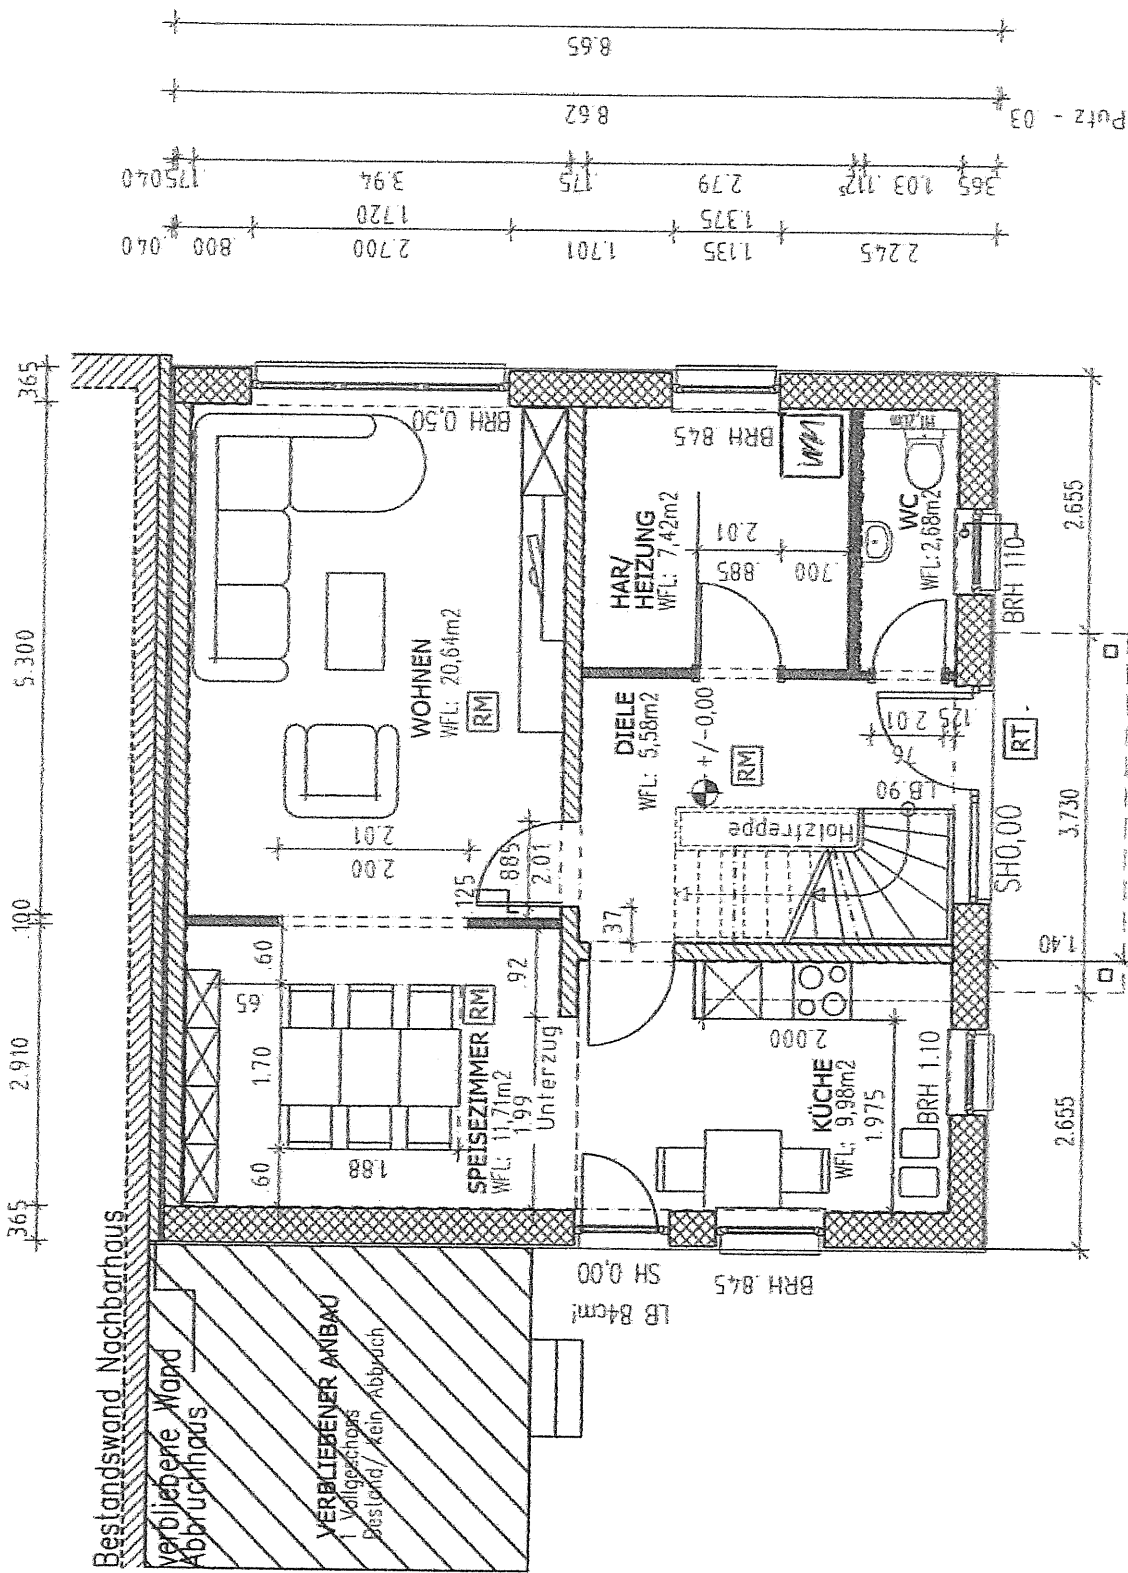 Bestandswand Nachbarhaus
Verbliebene Wand
Abbruchhaus
VERBLIEBENER ANBAU
1 Vollgeschoss
Bestand/ Kein Abbruch
.365
2.910
.100
5.300
.365
SPEISEZIMMER
WFL: 11,71m2
1.99
Unterzug
RM
.60
1.70
.65
.60
1.88
.92
WOHNEN
WFL: 20,64m2
RM
2.00
2.01
.125
.885
2.01
BRH 0,50
HAR/
HEIZUNG
WFL: 7,42m2
.885
2.01
.700
BRH .845
WC
WFL: 2,68m2
BRH 1.10
DIELE
WFL: 5,58m2
+/-0,00
RM
Holztreppe
LB.90
.76
2.01
.125
.37
KÜCHE
WFL: 9,98m2
1.975
2.000
BRH 1.10
BRH .845
SH 0,00
LB 84cm!
SH0,00
RT
1.40
2.655
3.730
2.655
.040
.800
2.700
1.720
1.701
1.135
1.375
2.245
.040
.175
3.94
.175
2.79
.112⁵
1.03
.365
8.62
Putz - .03
8.65